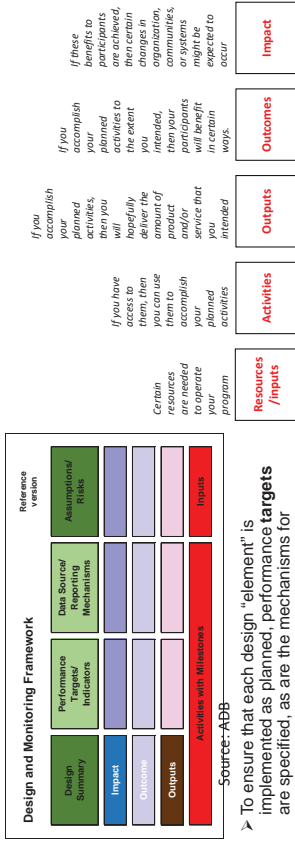 Design and Monitoring Framework
Reference
version
Design
Summary
Performance
Targets/
Indicators
Data Source/
Reporting
Mechanisms
Assumptions/
Risks
Impact
Outcome
Outputs
Activities with Milestones
Inputs
Source: ADB
➢ To ensure that each design “element” is
implemented as planned, performance targets
are specified, as are the mechanisms for
Certain
resources
are needed
to operate
your
program
Resources
/inputs
If you have
access to
them, then
you can use
them to
accomplish
your
planned
activities
Activities
If you
accomplish
your
planned
activities,
then you
will
hopefully
deliver the
amount of
product
and/or
service that
you
intended
Outputs
If you
accomplish
your
planned
activities to
the extent
you
intended,
then your
participants
will benefit
in certain
ways.
Outcomes
If these
benefits to
participants
are achieved,
then certain
changes in
organization,
communities,
or systems
might be
expected to
occur
Impact